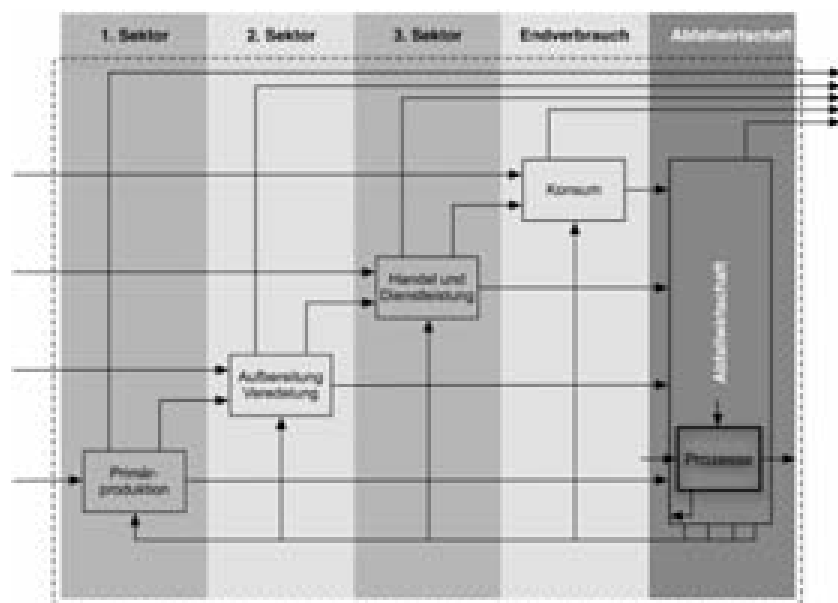 1. Sektor
2. Sektor
3. Sektor
Endverbrauch
Abfallwirtschaft
Konsum
Handel und
Dienstleistung
Aufbereitung
Veredelung
Primär-
produktion
Abfallwirtschaft
Prozesse